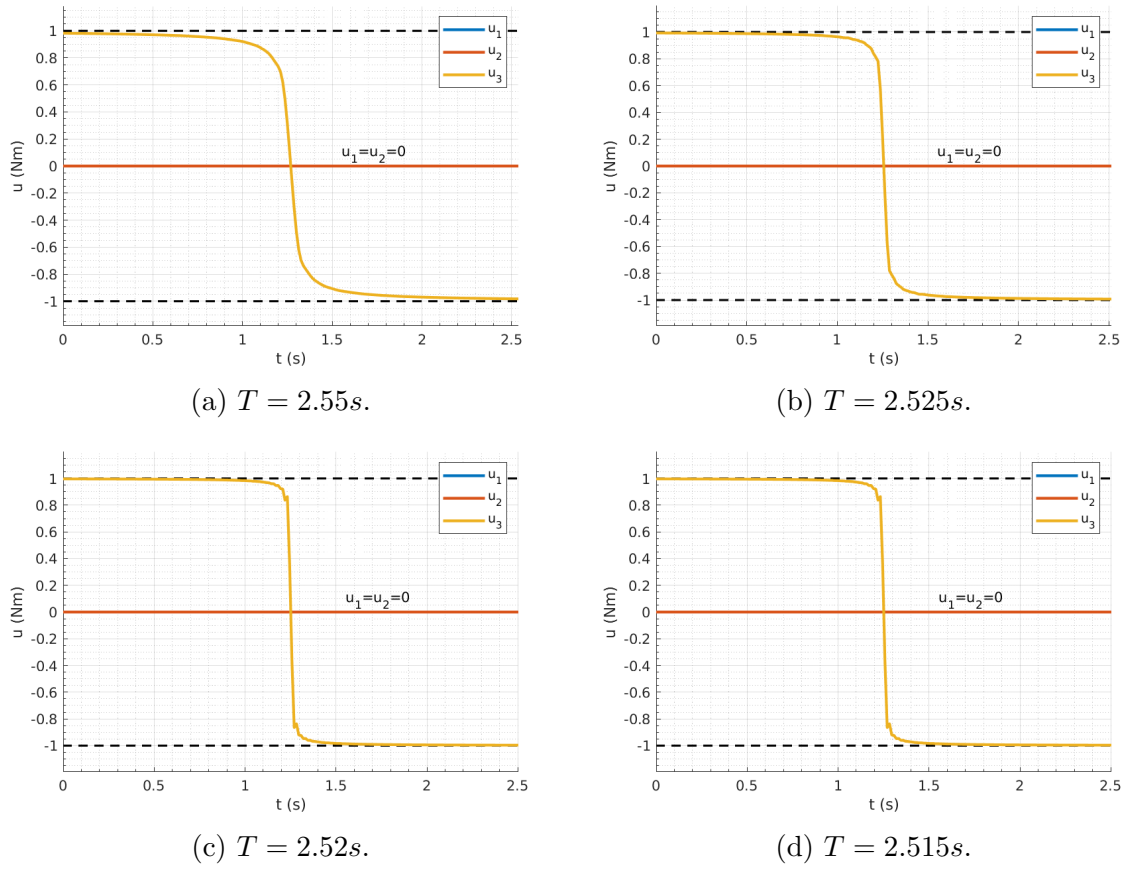 1
0.8
0.6
0.4
0.2
0
-0.2
-0.4
-0.6
-0.8
-1
u (Nm)
u₁
u₂
u₃
u₁=u₂=0
0 0.5 1 1.5 2 2.5
t (s)
(a) T = 2.55s.
1
0.8
0.6
0.4
0.2
0
-0.2
-0.4
-0.6
-0.8
-1
u (Nm)
u₁
u₂
u₃
u₁=u₂=0
0 0.5 1 1.5 2 2.5
t (s)
(b) T = 2.525s.
1
0.8
0.6
0.4
0.2
0
-0.2
-0.4
-0.6
-0.8
-1
u (Nm)
u₁
u₂
u₃
u₁=u₂=0
0 0.5 1 1.5 2 2.5
t (s)
(c) T = 2.52s.
1
0.8
0.6
0.4
0.2
0
-0.2
-0.4
-0.6
-0.8
-1
u (Nm)
u₁
u₂
u₃
u₁=u₂=0
0 0.5 1 1.5 2 2.5
t (s)
(d) T = 2.515s.